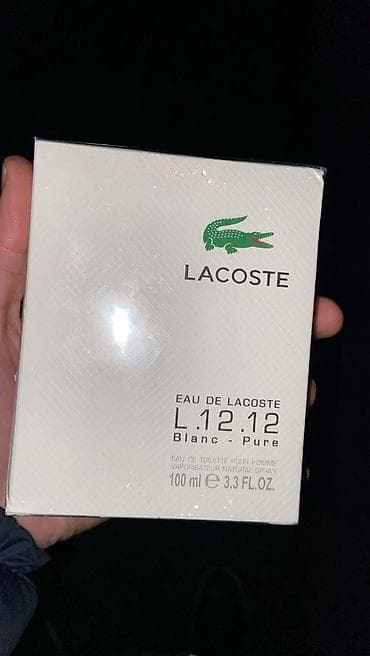 LACOSTE
EAU DE LACOSTE
L.12.12
Blanc - Pure
EAU DE TOILETTE POUR HOMME
VAPORISATEUR NATURAL SPRAY
100 ml ℮ 3.3 FL.OZ.